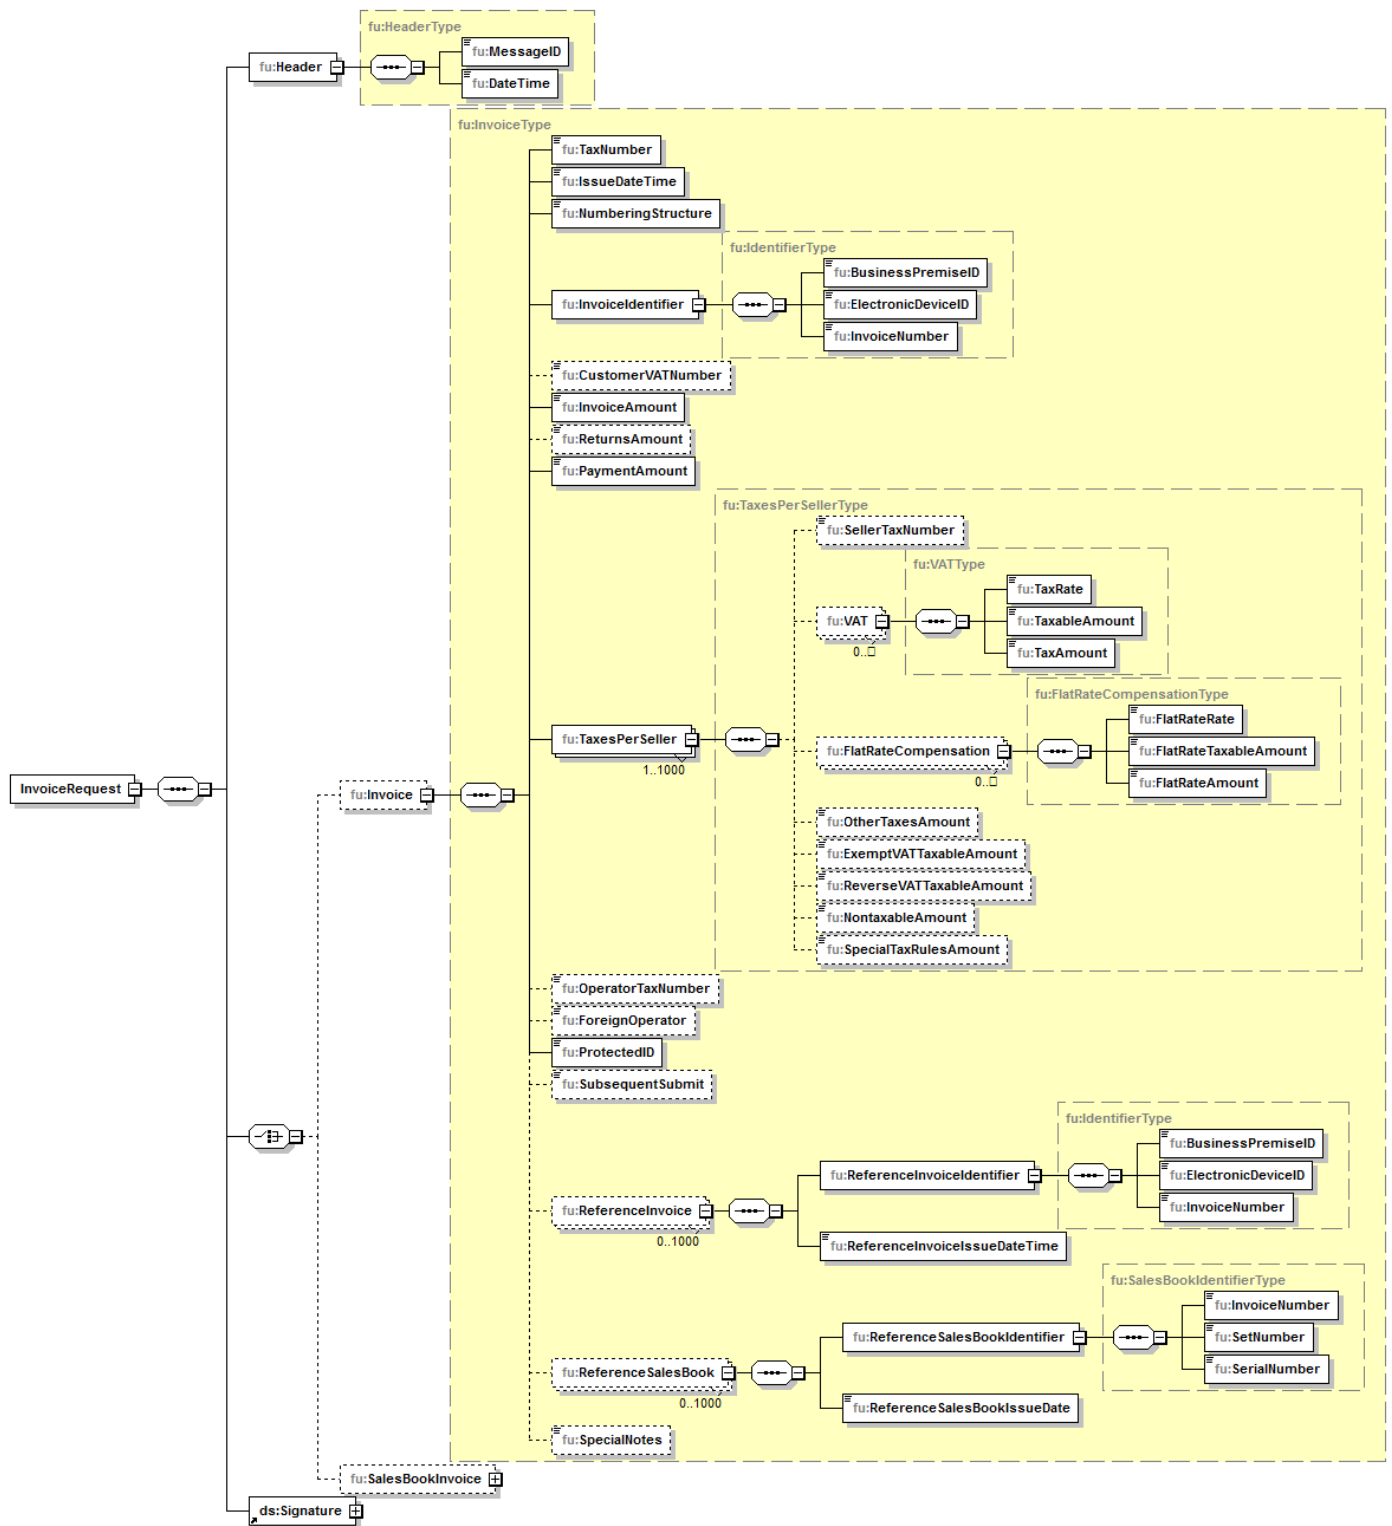 fu:HeaderType
fu:MessageID
fu:Header
fu:DateTime
fu:InvoiceType
fu:TaxNumber
fu:IssueDateTime
fu:NumberingStructure
fu:IdentifierType
fu:BusinessPremiseID
fu:InvoiceIdentifier
fu:ElectronicDeviceID
fu:InvoiceNumber
fu:CustomerVATNumber
fu:InvoiceAmount
fu:ReturnsAmount
fu:PaymentAmount
fu:TaxesPerSellerType
fu:SellerTaxNumber
fu:VATType
fu:TaxRate
fu:VAT
fu:TaxableAmount
0..□
fu:TaxAmount
fu:FlatRateCompensationType
fu:FlatRateRate
fu:TaxesPerSeller
1..1000
fu:FlatRateCompensation
fu:FlatRateTaxableAmount
0..□
fu:FlatRateAmount
InvoiceRequest
fu:Invoice
fu:OtherTaxesAmount
fu:ExemptVATTaxableAmount
fu:ReverseVATTaxableAmount
fu:NontaxableAmount
fu:SpecialTaxRulesAmount
fu:OperatorTaxNumber
fu:ForeignOperator
fu:ProtectedID
fu:SubsequentSubmit
fu:IdentifierType
fu:BusinessPremiseID
fu:ReferenceInvoiceIdentifier
fu:ElectronicDeviceID
fu:InvoiceNumber
fu:ReferenceInvoice
0..1000
fu:ReferenceInvoiceIssueDateTime
fu:SalesBookIdentifierType
fu:InvoiceNumber
fu:ReferenceSalesBookIdentifier
fu:SetNumber
fu:SerialNumber
fu:ReferenceSalesBook
0..1000
fu:ReferenceSalesBookIssueDate
fu:SpecialNotes
fu:SalesBookInvoice
ds:Signature